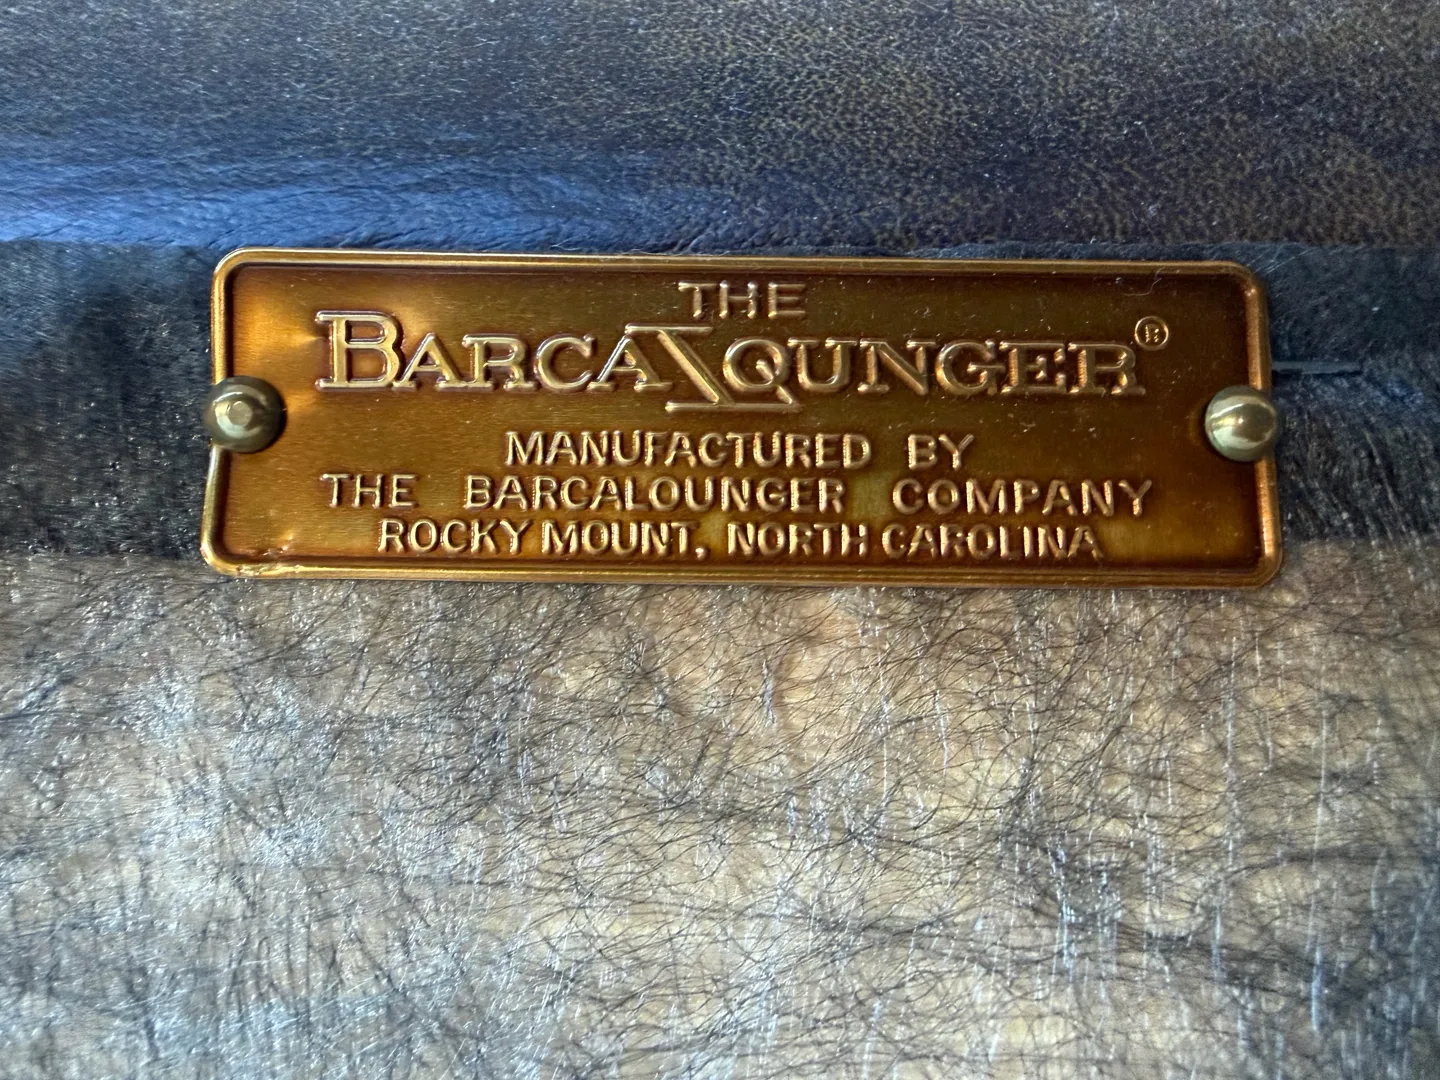 THE
BARCALOUNGER®
MANUFACTURED BY
THE BARCALOUNGER COMPANY
ROCKY MOUNT, NORTH CAROLINA